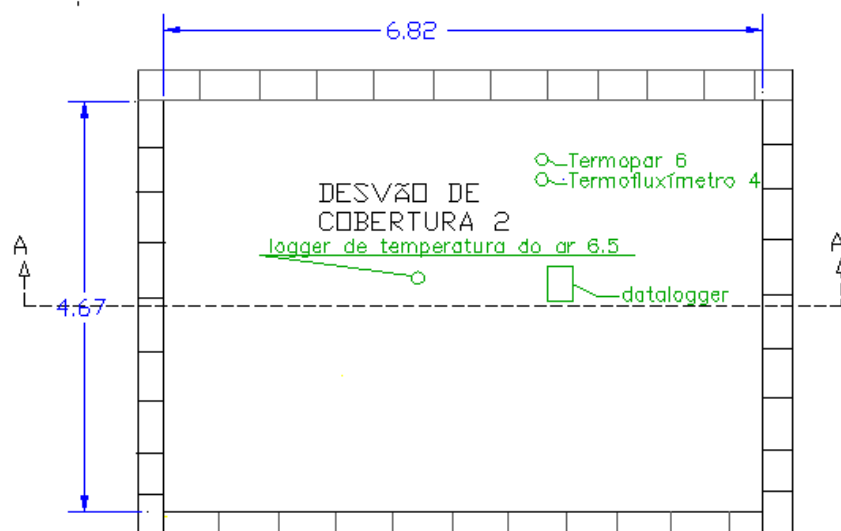 6.82
Termopar 6
Termofluxímetro 4
DESVÃO DE
COBERTURA 2
logger de temperatura do ar 6.5
A
A
datalogger
4.67